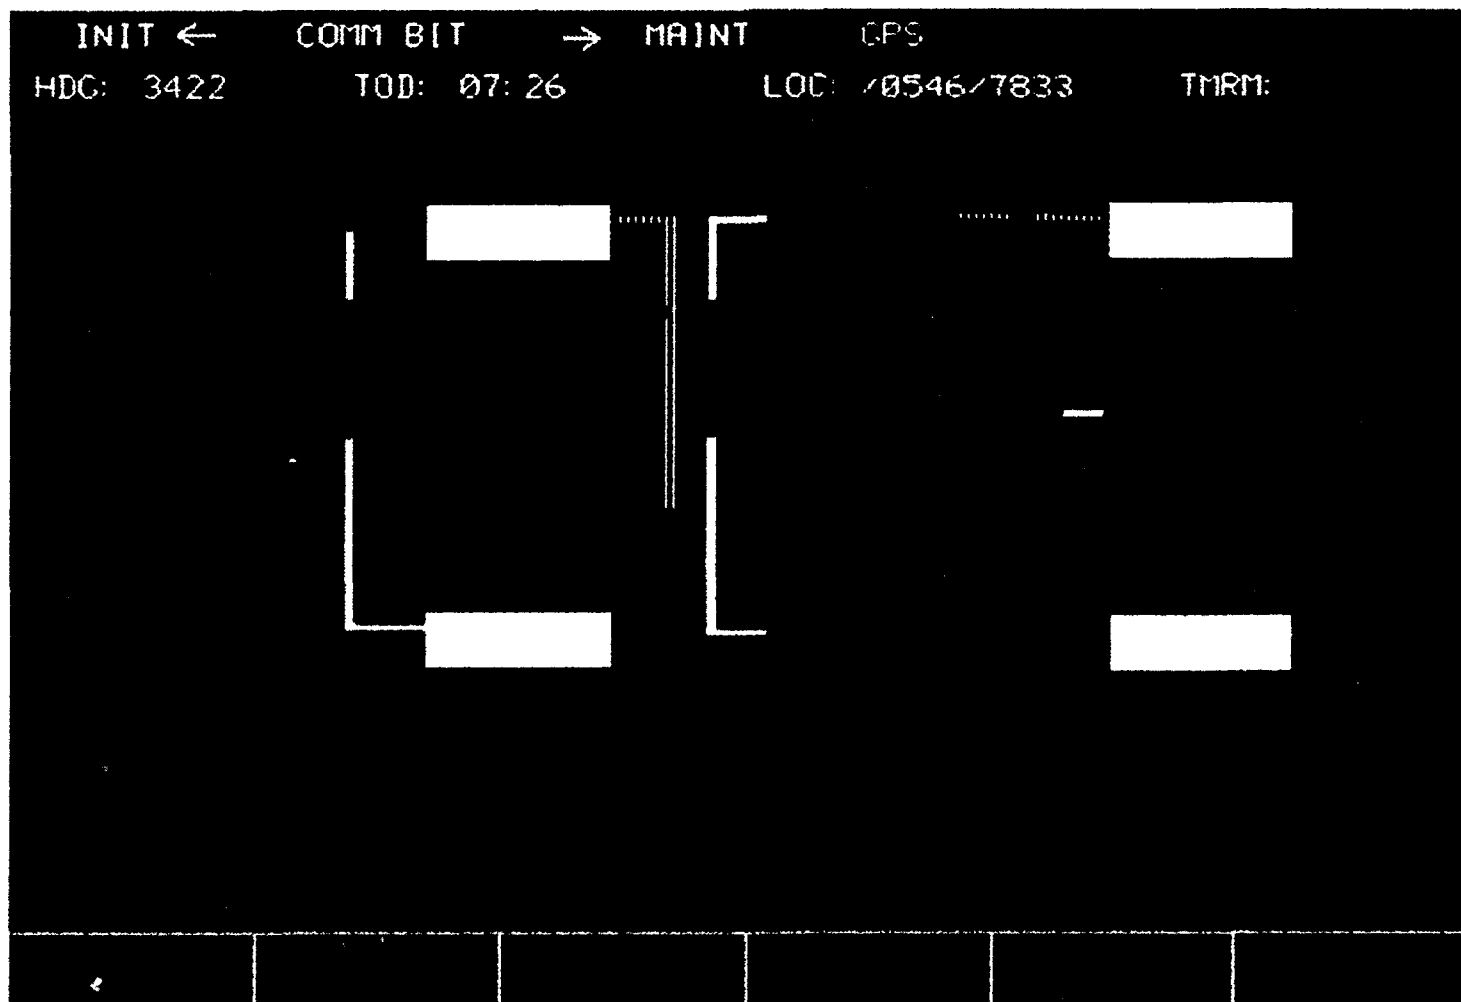 INIT ← COMM BIT → MAINT GPS
HDG: 3422 TOD: 07:26 LOC: /0546/7833 TMRM: